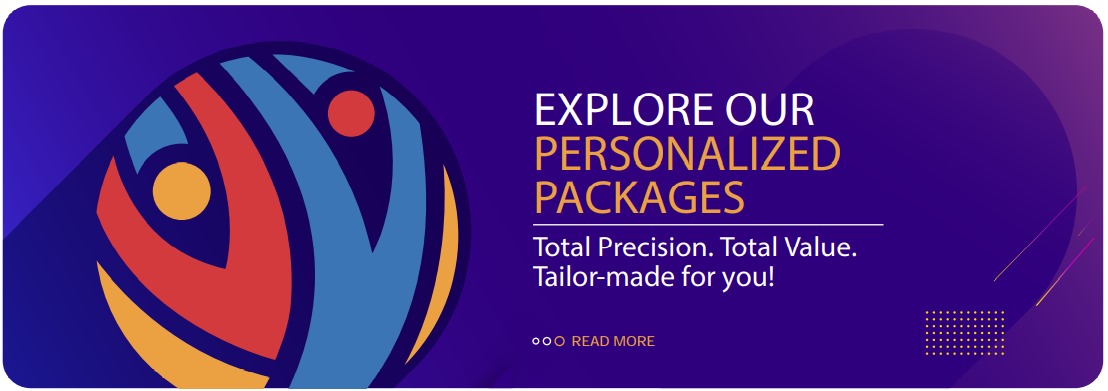 EXPLORE OUR
PERSONALIZED
PACKAGES
Total Precision. Total Value.
Tailor-made for you!
READ MORE